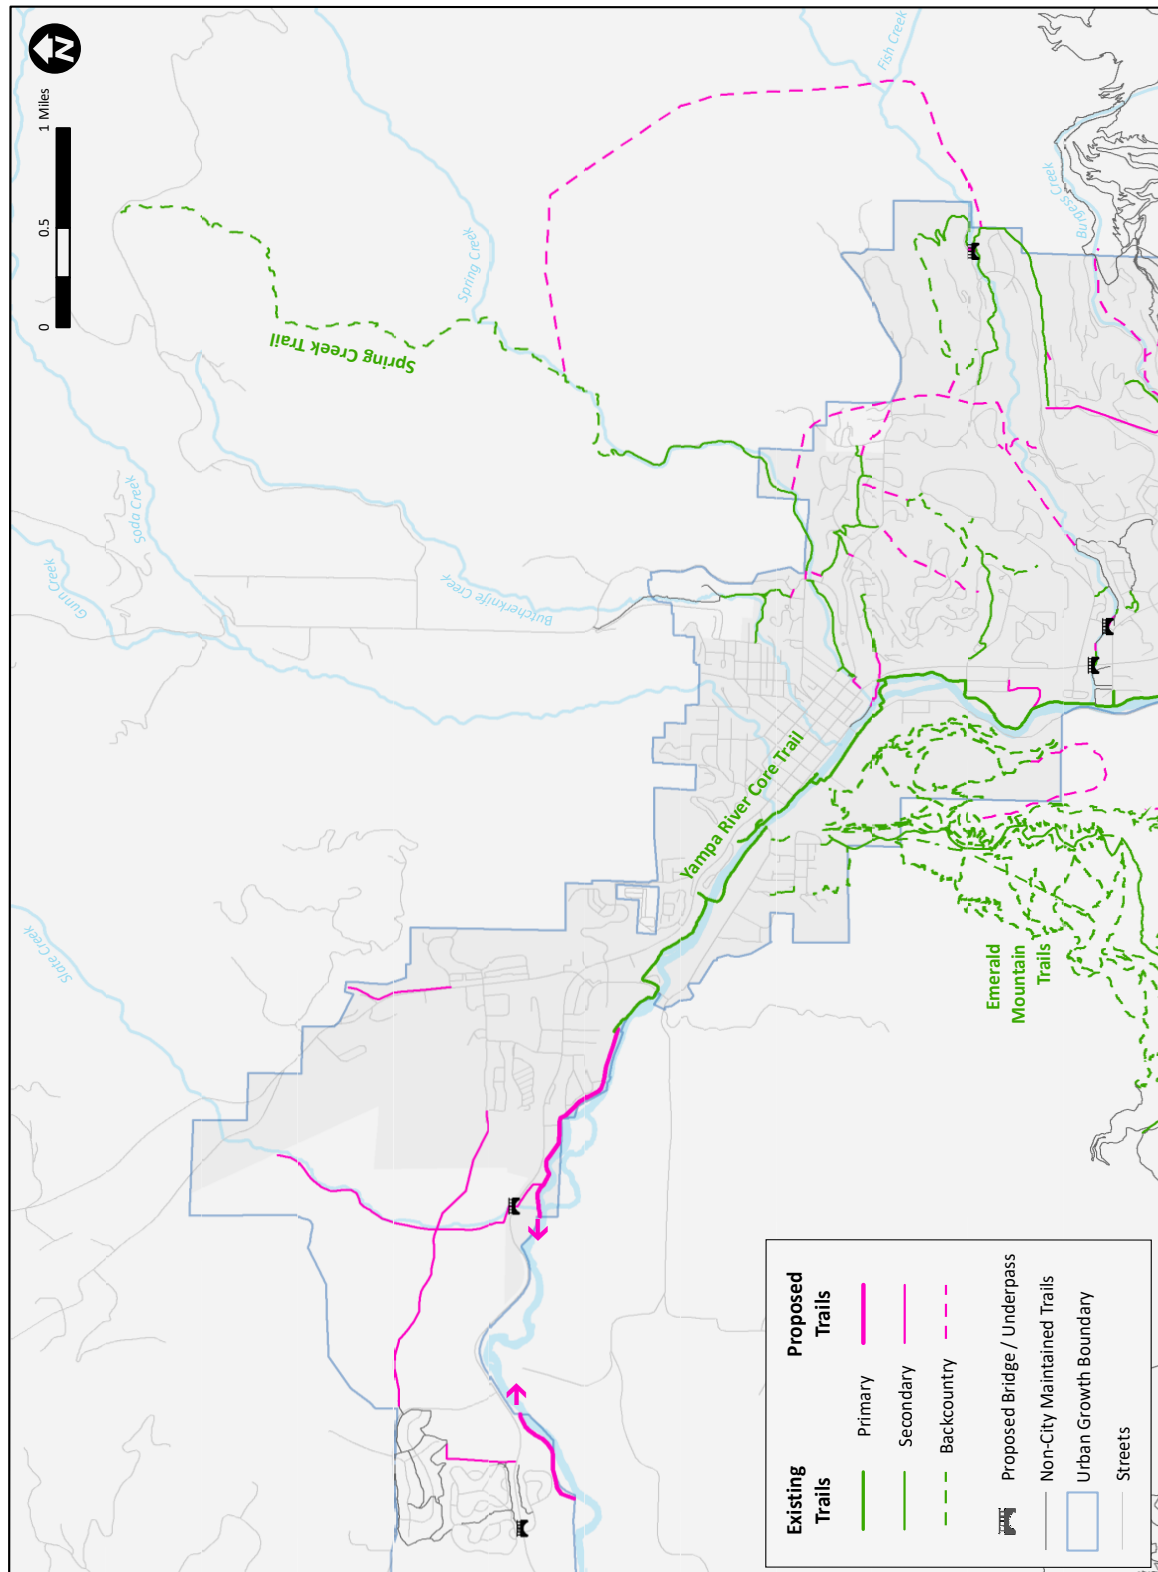 N
0 0.5 1 Miles
Fish Creek
Burgess Creek
Spring Creek
Spring Creek Trail
Soda Creek
Gunn Creek
Butcherknife Creek
Slate Creek
Yampa River Core Trail
Emerald
Mountain
Trails
Existing
Trails
Proposed
Trails
Primary
Secondary
Backcountry
Proposed Bridge / Underpass
Non-City Maintained Trails
Urban Growth Boundary
Streets